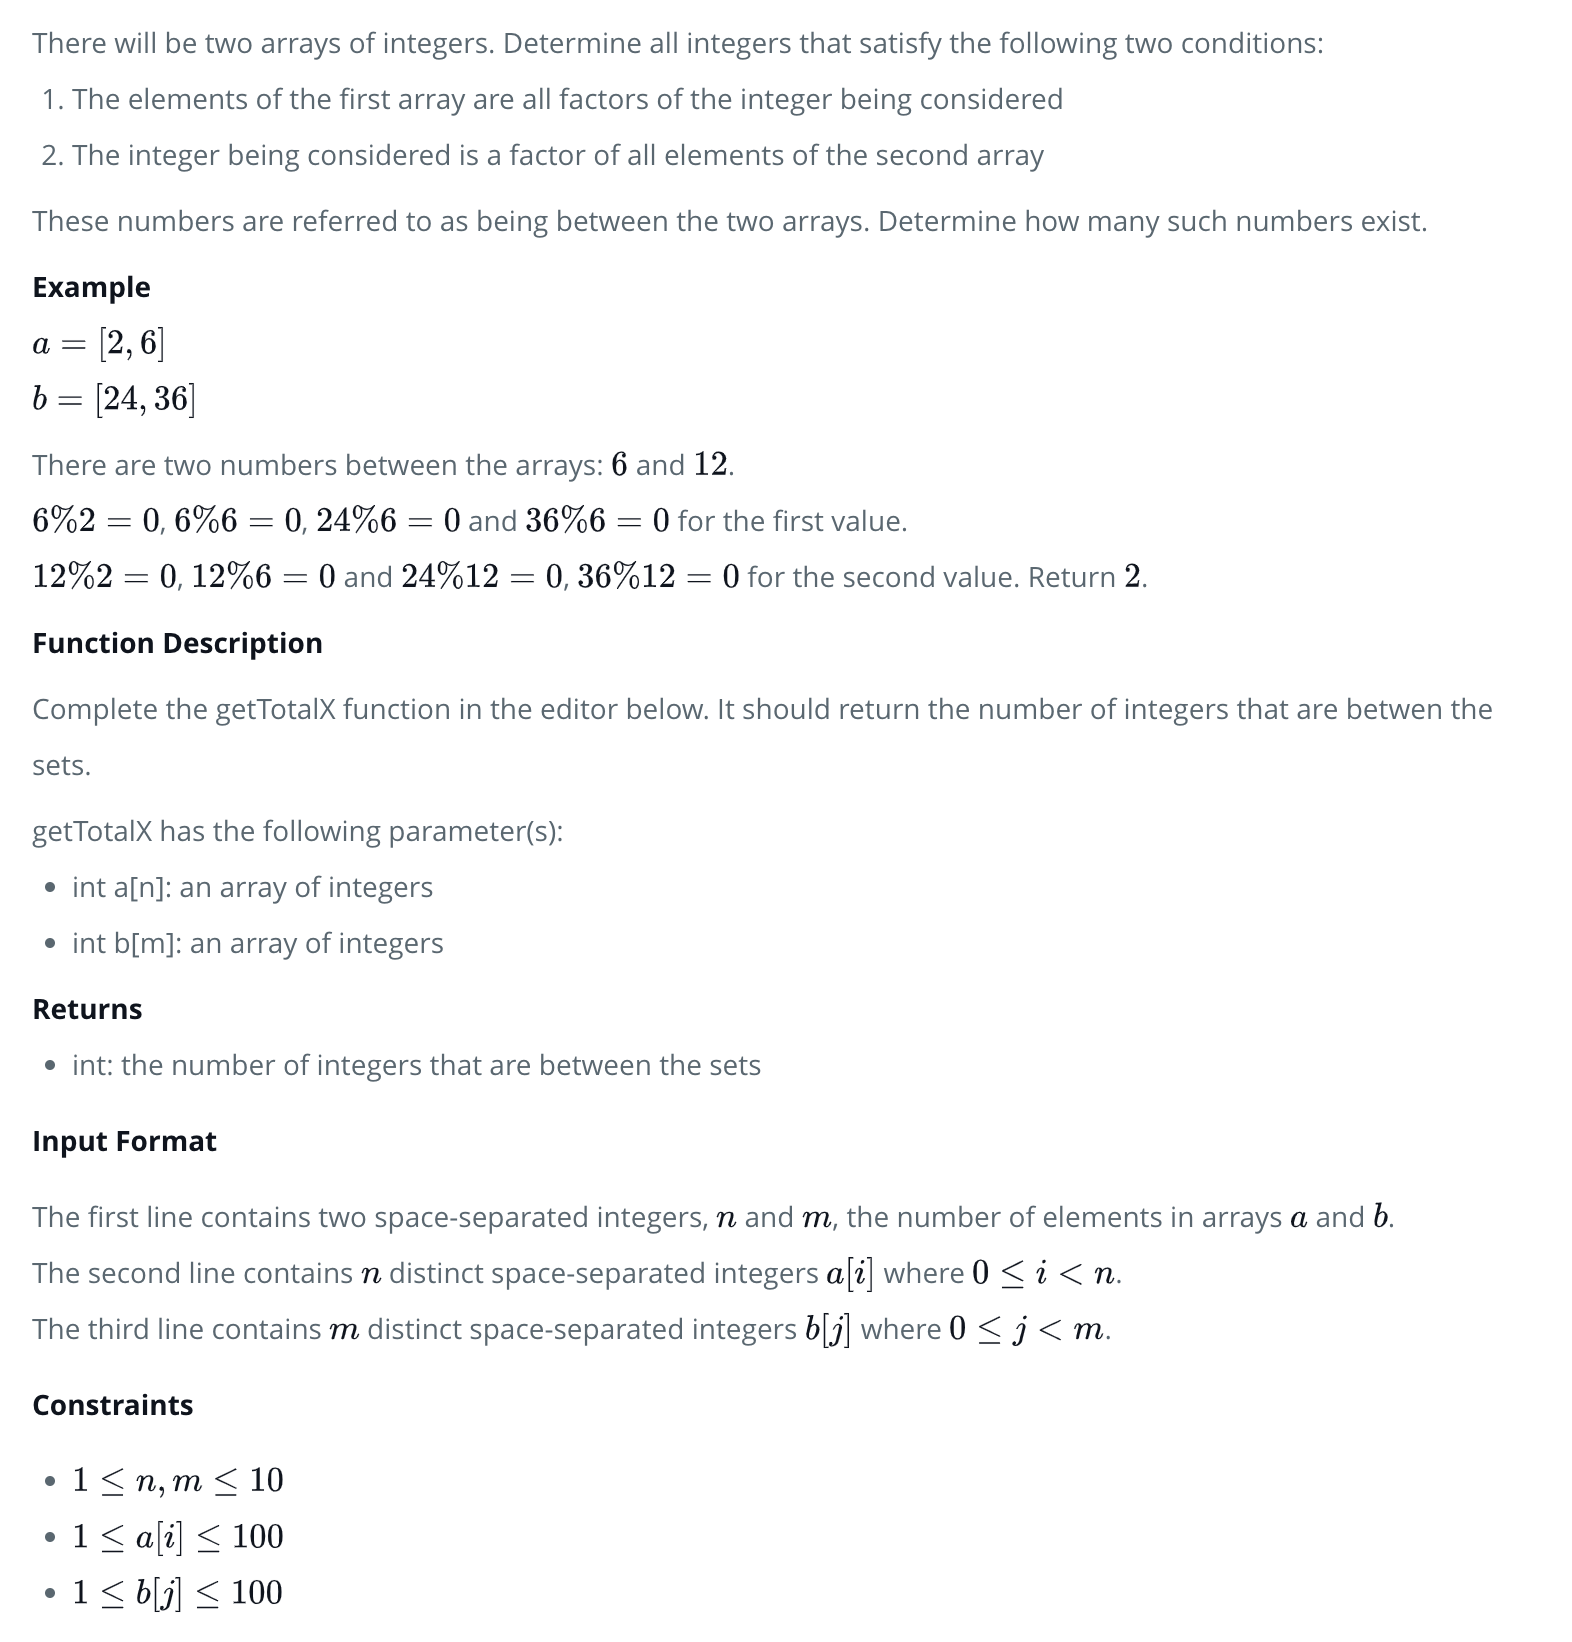 There will be two arrays of integers. Determine all integers that satisfy the following two conditions:
1. The elements of the first array are all factors of the integer being considered
2. The integer being considered is a factor of all elements of the second array
These numbers are referred to as being between the two arrays. Determine how many such numbers exist.
Example
a = [2, 6]
b = [24, 36]
There are two numbers between the arrays: 6 and 12.
6%2 = 0, 6%6 = 0, 24%6 = 0 and 36%6 = 0 for the first value.
12%2 = 0, 12%6 = 0 and 24%12 = 0, 36%12 = 0 for the second value. Return 2.
Function Description
Complete the getTotalX function in the editor below. It should return the number of integers that are betwen the
sets.
getTotalX has the following parameter(s):
• int a[n]: an array of integers
• int b[m]: an array of integers
Returns
• int: the number of integers that are between the sets
Input Format
The first line contains two space-separated integers, n and m, the number of elements in arrays a and b.
The second line contains n distinct space-separated integers a[i] where 0 ≤ i < n.
The third line contains m distinct space-separated integers b[j] where 0 ≤ j < m.
Constraints
• 1 ≤ n, m ≤ 10
• 1 ≤ a[i] ≤ 100
• 1 ≤ b[j] ≤ 100